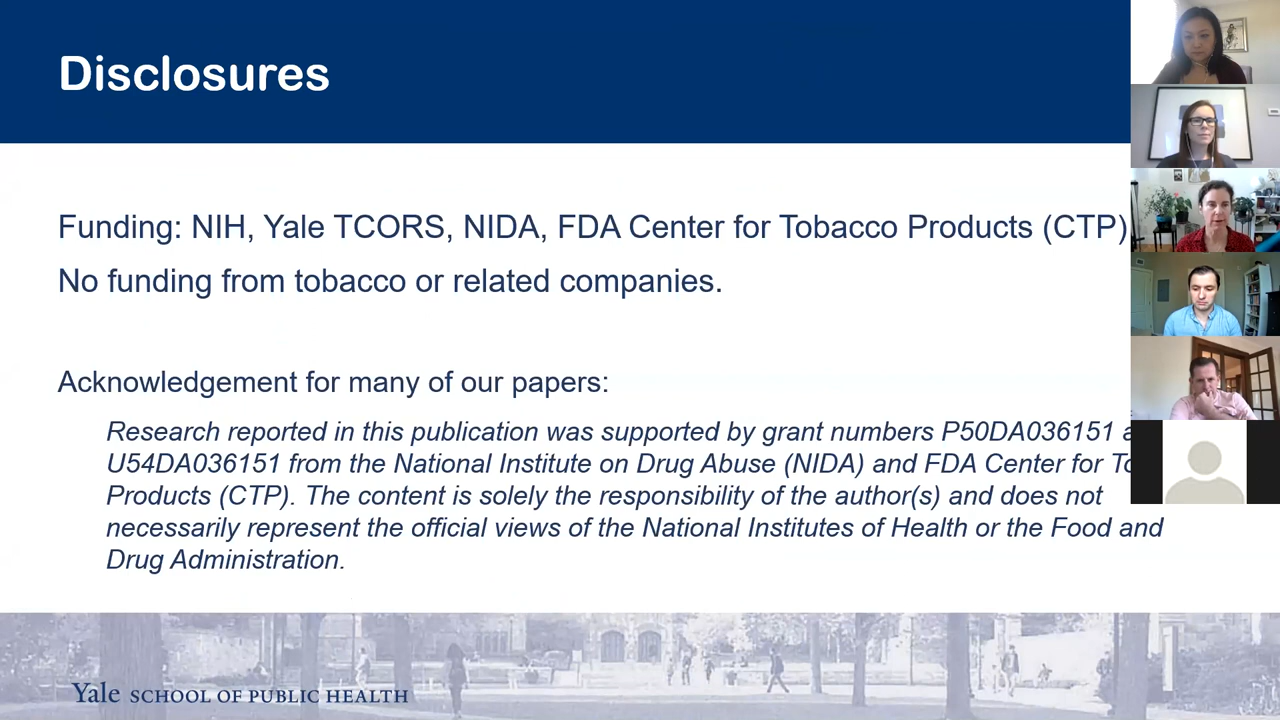 Disclosures
Funding: NIH, Yale TCORS, NIDA, FDA Center for Tobacco Products (CTP)
No funding from tobacco or related companies.
Acknowledgement for many of our papers:
Research reported in this publication was supported by grant numbers P50DA036151
U54DA036151 from the National Institute on Drug Abuse (NIDA) and FDA Center for
Products (CTP). The content is solely the responsibility of the author(s) and does not
necessarily represent the official views of the National Institutes of Health or the Food and
Drug Administration.
Yale SCHOOL OF PUBLIC HEALTH